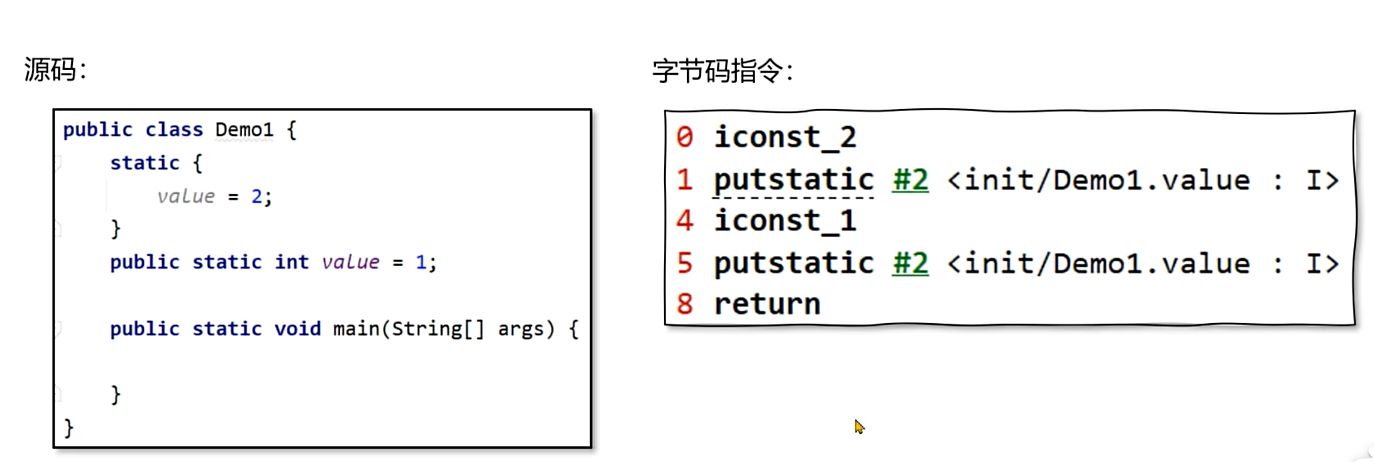 源码：
public class Demo1 {
static {
value = 2;
}
public static int value = 1;
public static void main(String[] args) {
}
}
字节码指令：
0 iconst_2
1 putstatic #2 <init/Demo1.value : I>
4 iconst_1
5 putstatic #2 <init/Demo1.value : I>
8 return